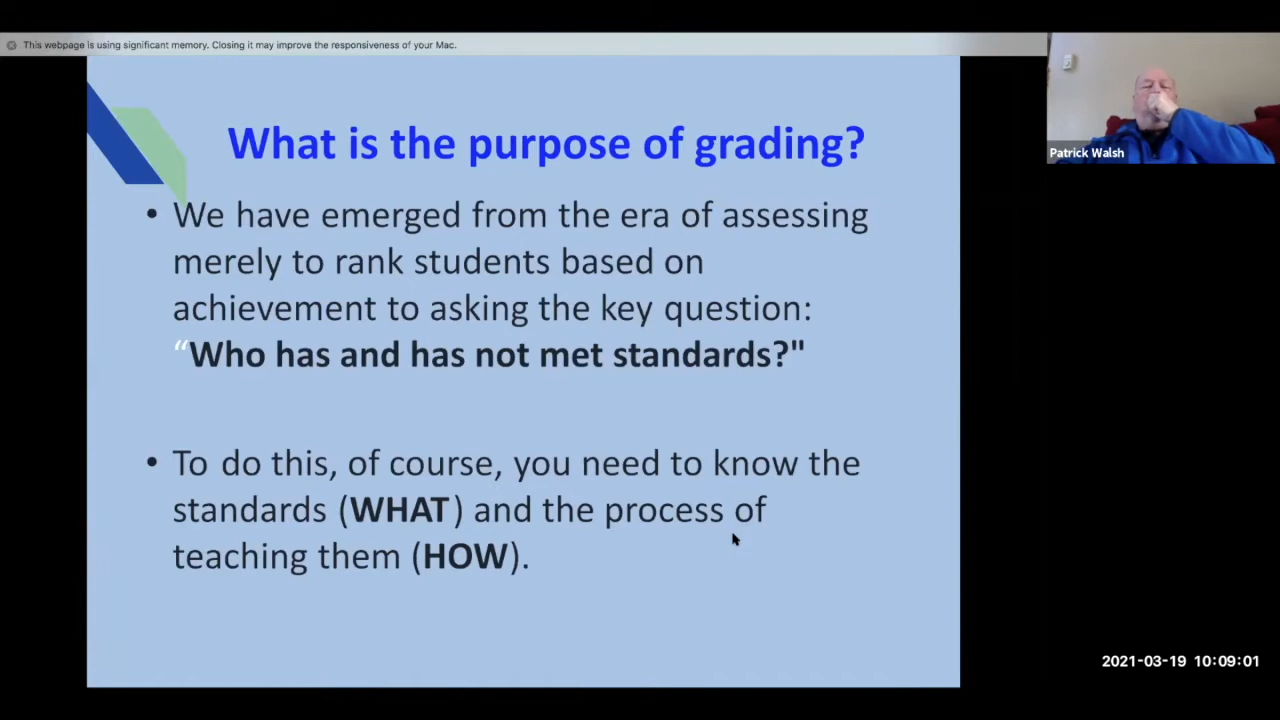 This webpage is using significant memory. Closing it may improve the responsiveness of your Mac.
What is the purpose of grading?
• We have emerged from the era of assessing
merely to rank students based on
achievement to asking the key question:
“Who has and has not met standards?"
• To do this, of course, you need to know the
standards (WHAT) and the process of
teaching them (HOW).
Patrick Walsh
2021-03-19 10:09:01